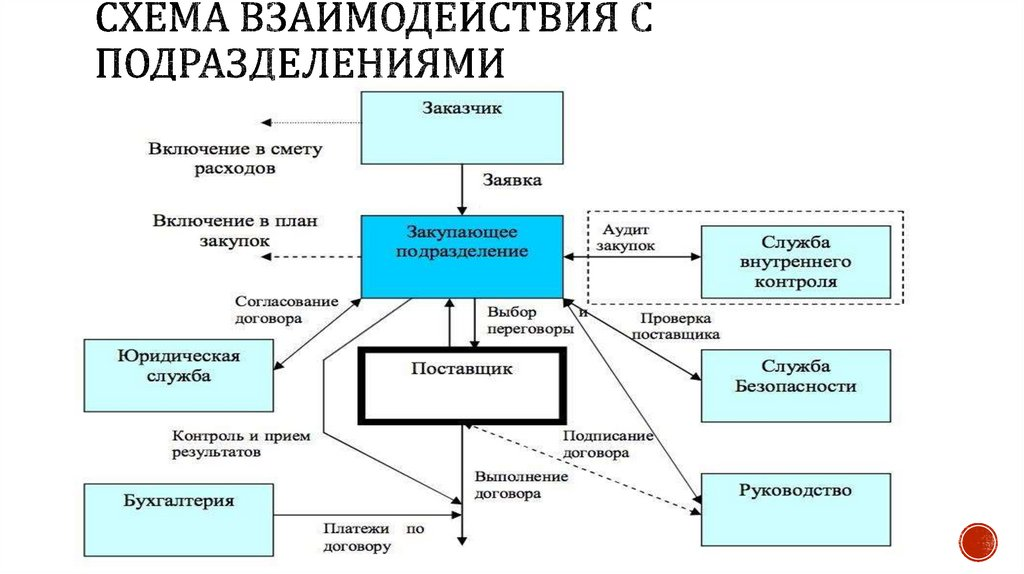 СХЕМА ВЗАИМОДЕЙСТВИЯ С
ПОДРАЗДЕЛЕНИЯМИ
Заказчик
Включение в смету
расходов
Заявка
Включение в план
закупок
Закупающее
подразделение
Аудит
закупок
Служба
внутреннего
контроля
Согласование
договора
Выбор и
переговоры
Проверка
поставщика
Юридическая
служба
Поставщик
Служба
Безопасности
Контроль и прием
результатов
Подписание
договора
Выполнение
договора
Бухгалтерия
Руководство
Платежи по
договору